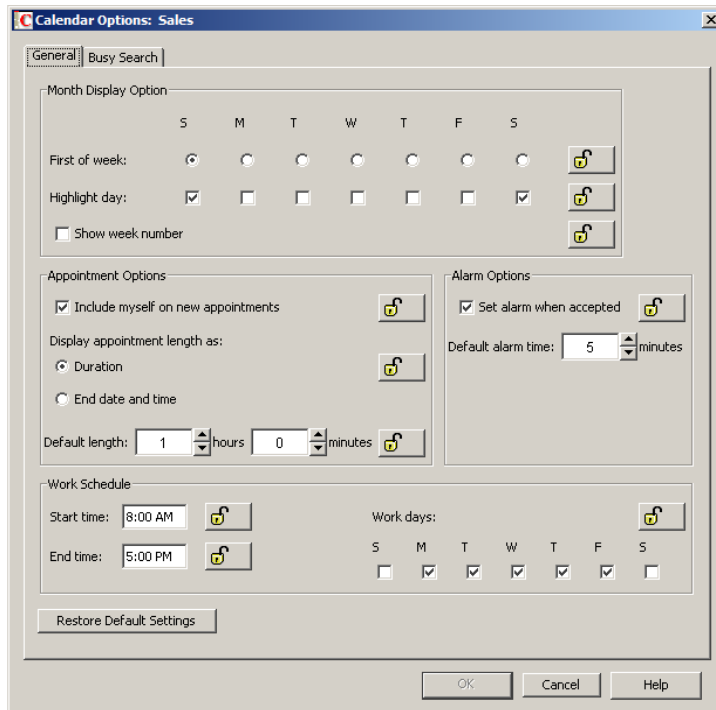 Calendar Options: Sales
General Busy Search
Month Display Option
S M T W T F S
First of week:
Highlight day:
Show week number
Appointment Options
Include myself on new appointments
Display appointment length as:
Duration
End date and time
Default length: 1 hours 0 minutes
Alarm Options
Set alarm when accepted
Default alarm time: 5 minutes
Work Schedule
Start time: 8:00 AM
End time: 5:00 PM
Work days:
S M T W T F S
Restore Default Settings
OK Cancel Help